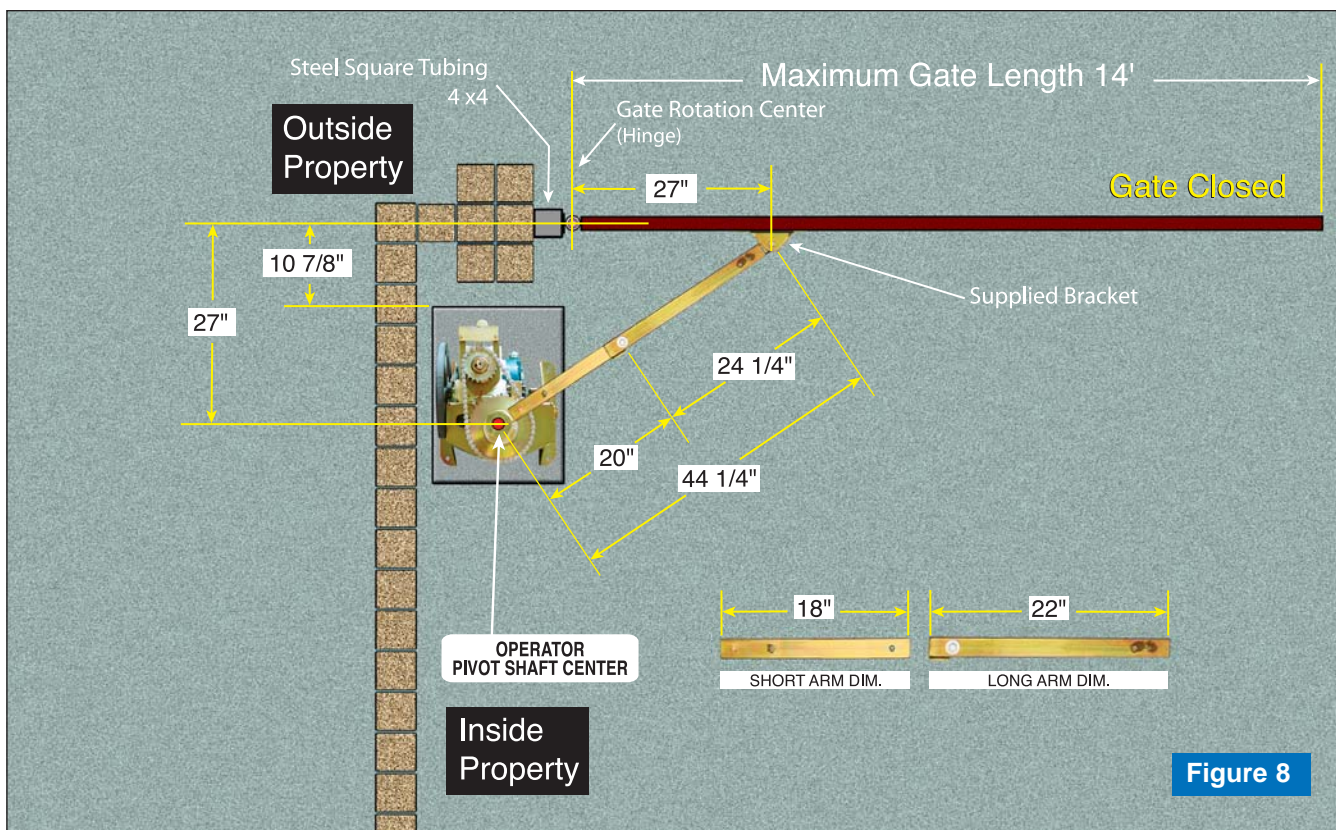 Steel Square Tubing
4 x4
Maximum Gate Length 14'
Gate Rotation Center
(Hinge)
Outside
Property
27"
Gate Closed
10 7/8"
27"
Supplied Bracket
24 1/4"
20"
44 1/4"
OPERATOR
PIVOT SHAFT CENTER
18"
22"
SHORT ARM DIM.
LONG ARM DIM.
Inside
Property
Figure 8